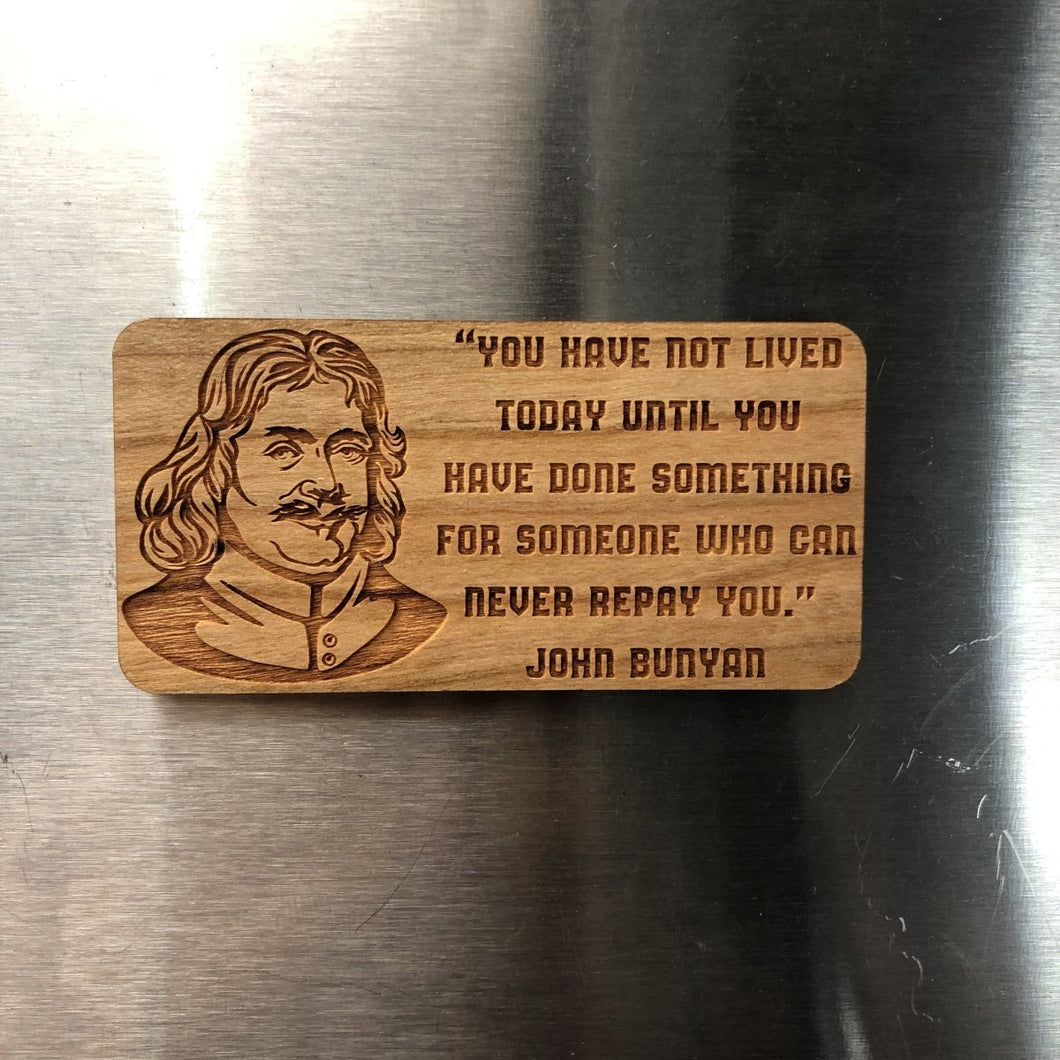 “YOU HAVE NOT LIVED
TODAY UNTIL YOU
HAVE DONE SOMETHING
FOR SOMEONE WHO CAN
NEVER REPAY YOU.”
JOHN BUNYAN